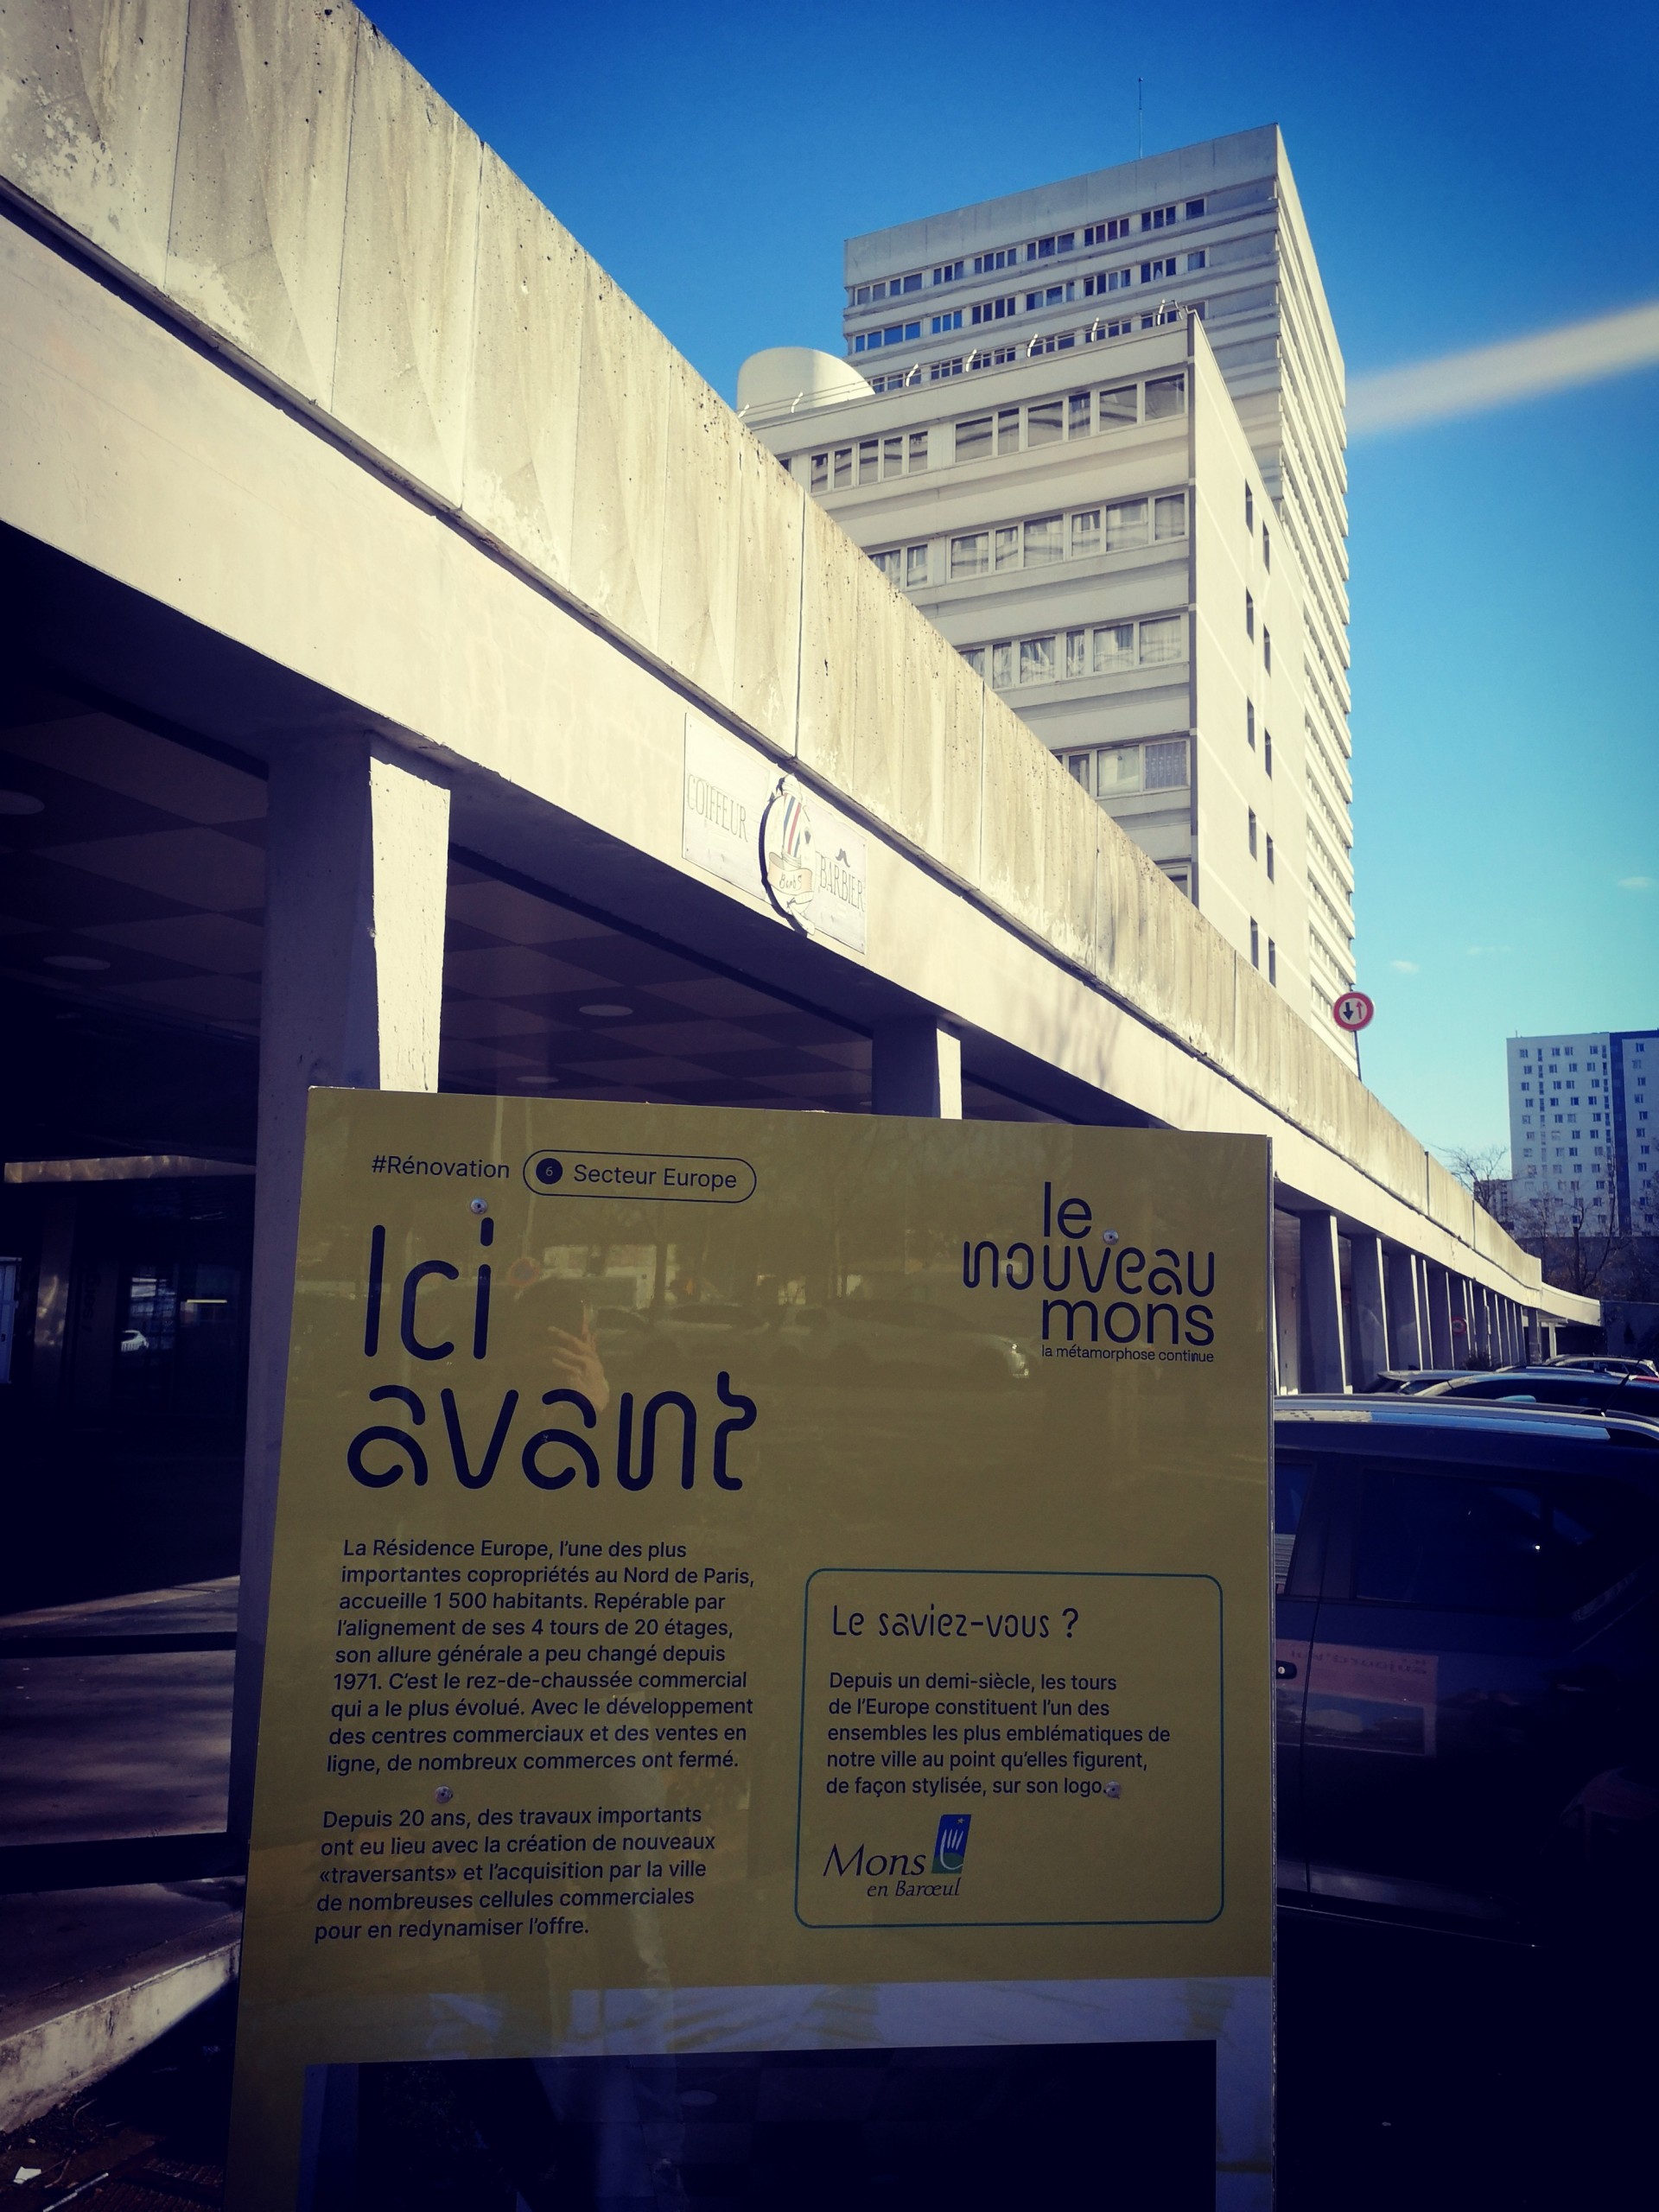 COIFFEUR
BARBIER
#Rénovation 6 Secteur Europe
Ici
avant
le
nouveau
mons
la métamorphose continue
La Résidence Europe, l'une des plus
importantes copropriétés au Nord de Paris,
accueille 1 500 habitants. Repérable par
l'alignement de ses 4 tours de 20 étages,
son allure générale a peu changé depuis
1971. C'est le rez-de-chaussée commercial
qui a le plus évolué. Avec le développement
des centres commerciaux et des ventes en
ligne, de nombreux commerces ont fermé.
Depuis 20 ans, des travaux importants
ont eu lieu avec la création de nouveaux
«traversants» et l'acquisition par la ville
de nombreuses cellules commerciales
pour en redynamiser l'offre.
Le saviez-vous ?
Depuis un demi-siècle, les tours
de l'Europe constituent l'un des
ensembles les plus emblématiques de
notre ville au point qu'elles figurent,
de façon stylisée, sur son logo.
Mons
en Barœul